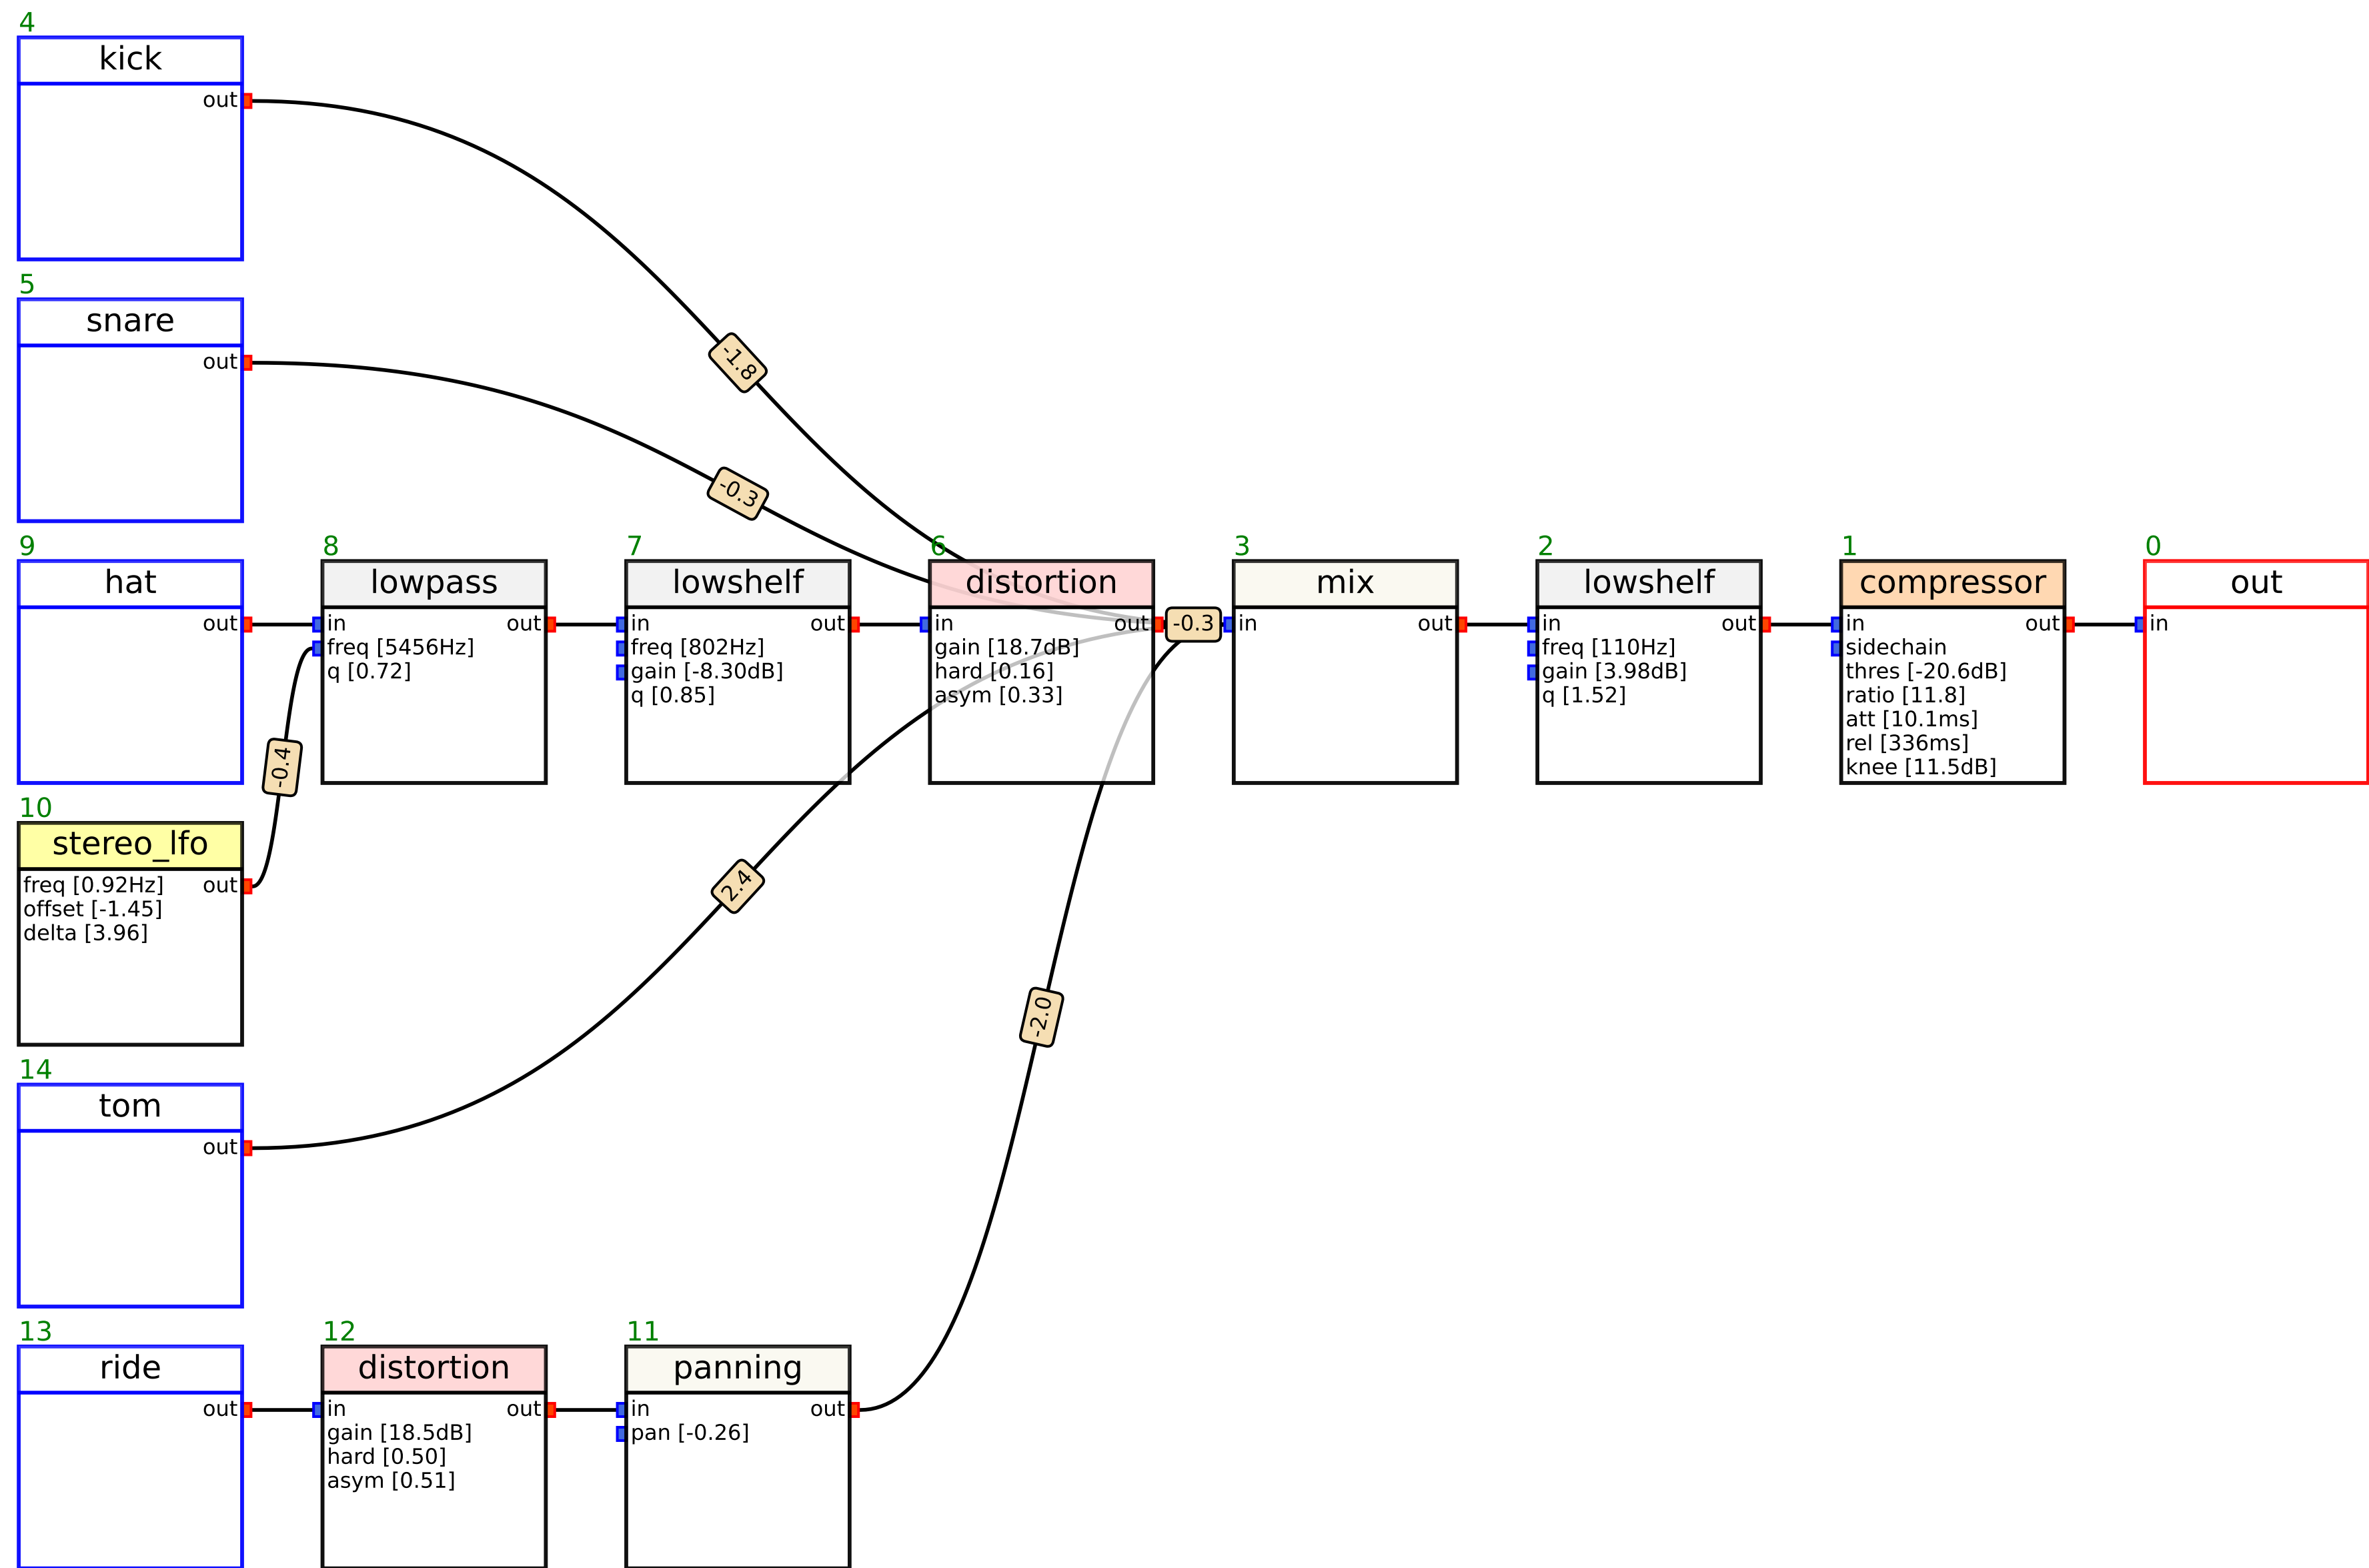 4
kick
out
-1.8
5
snare
out
-0.3
9
hat
out
8
lowpass
in out
freq [5456Hz]
q [0.72]
7
lowshelf
in out
freq [802Hz]
gain [-8.30dB]
q [0.85]
6
distortion
in out
gain [18.7dB]
hard [0.16]
asym [0.33]
-0.3
3
mix
in out
2
lowshelf
in out
freq [110Hz]
gain [3.98dB]
q [1.52]
1
compressor
in out
sidechain
thres [-20.6dB]
ratio [11.8]
att [10.1ms]
rel [336ms]
knee [11.5dB]
0
out
in
-0.4
10
stereo_lfo
freq [0.92Hz] out
offset [-1.45]
delta [3.96]
2.4
-2.0
14
tom
out
13
ride
out
12
distortion
in out
gain [18.5dB]
hard [0.50]
asym [0.51]
11
panning
in out
pan [-0.26]